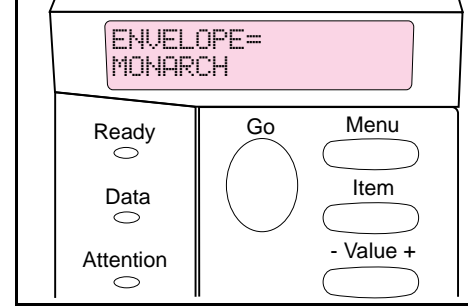 ENVELOPE=
MONARCH
Ready
Go
Menu
Data
Item
Attention
- Value +